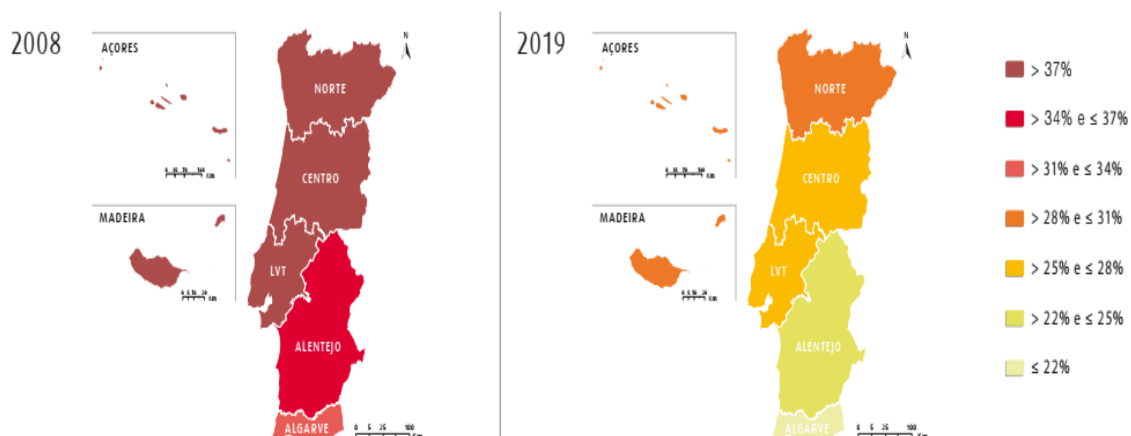 2008
AÇORES
N
NORTE
CENTRO
MADEIRA
LVT
ALENTEJO
ALGARVE
2019
AÇORES
N
NORTE
CENTRO
MADEIRA
LVT
ALENTEJO
ALGARVE
> 37%
> 34% e ≤ 37%
> 31% e ≤ 34%
> 28% e ≤ 31%
> 25% e ≤ 28%
> 22% e ≤ 25%
≤ 22%